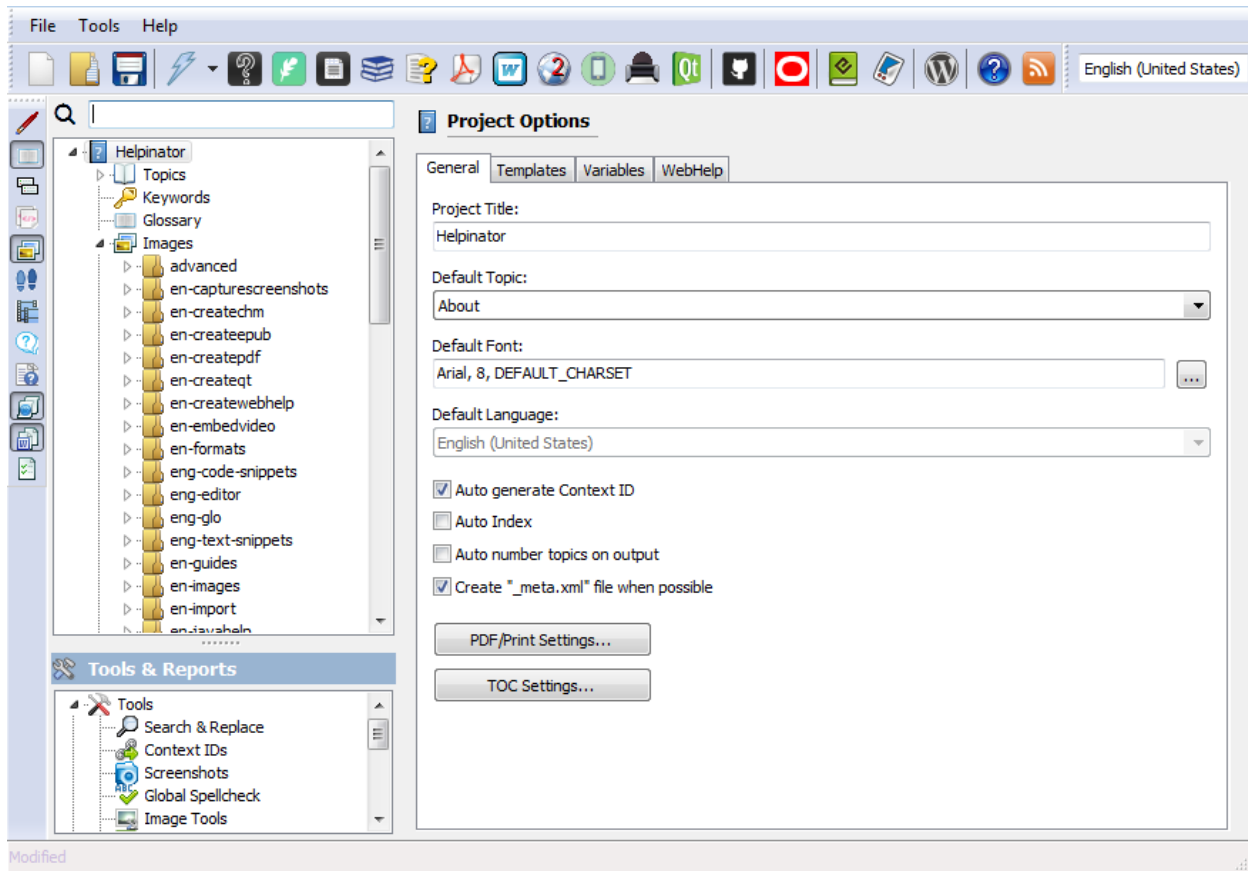 File Tools Help
English (United States)
Project Options
Helpinator
Topics
Keywords
Glossary
Images
advanced
en-capturescreenshots
en-createchm
en-createepub
en-createpdf
en-createqt
en-createwebhelp
en-embedvideo
en-formats
eng-code-snippets
eng-editor
eng-glo
eng-text-snippets
en-guides
en-images
en-import
en-javahelp
Tools & Reports
Tools
Search & Replace
Context IDs
Screenshots
Global Spellcheck
Image Tools
General Templates Variables WebHelp
Project Title:
Helpinator
Default Topic:
About
Default Font:
Arial, 8, DEFAULT_CHARSET
...
Default Language:
English (United States)
Auto generate Context ID
Auto Index
Auto number topics on output
Create "_meta.xml" file when possible
PDF/Print Settings...
TOC Settings...
Modified